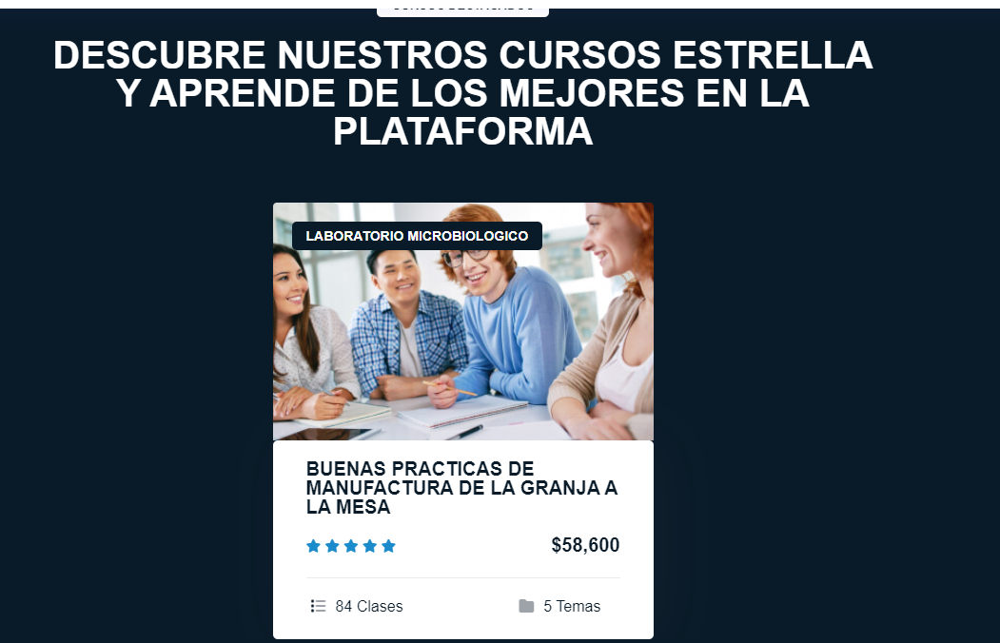 DESCUBRE NUESTROS CURSOS ESTRELLA
Y APRENDE DE LOS MEJORES EN LA
PLATAFORMA
LABORATORIO MICROBIOLOGICO
BUENAS PRACTICAS DE
MANUFACTURA DE LA GRANJA A
LA MESA
$58,600
84 Clases
5 Temas